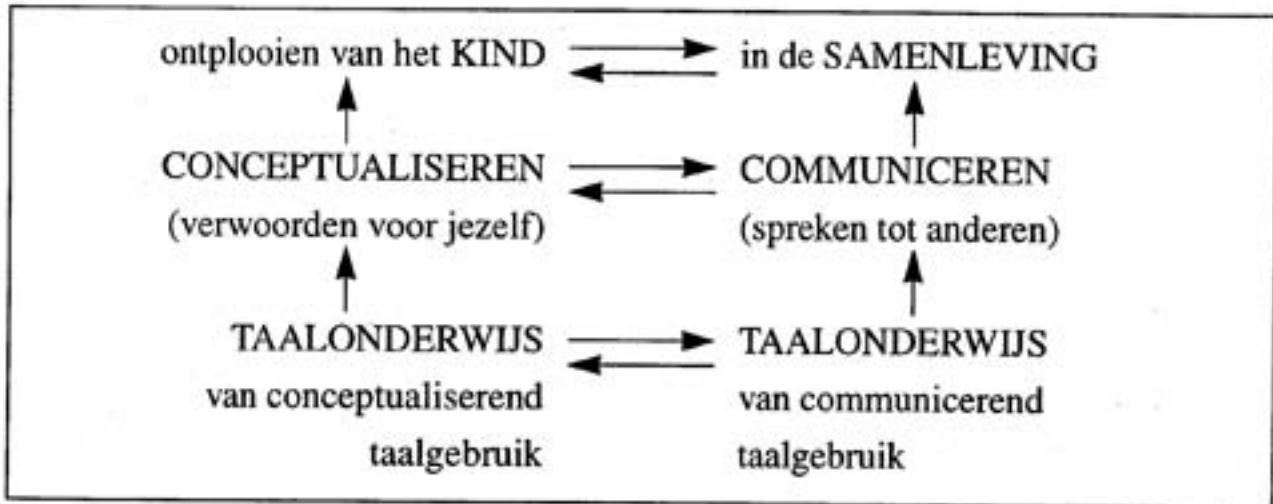 ontplooien van het KIND in de SAMENLEVING
CONCEPTUALISEREN COMMUNICEREN
(verwoorden voor jezelf) (spreken tot anderen)
TAALONDERWIJS TAALONDERWIJS
van conceptualiserend van communicerend
taalgebruik taalgebruik